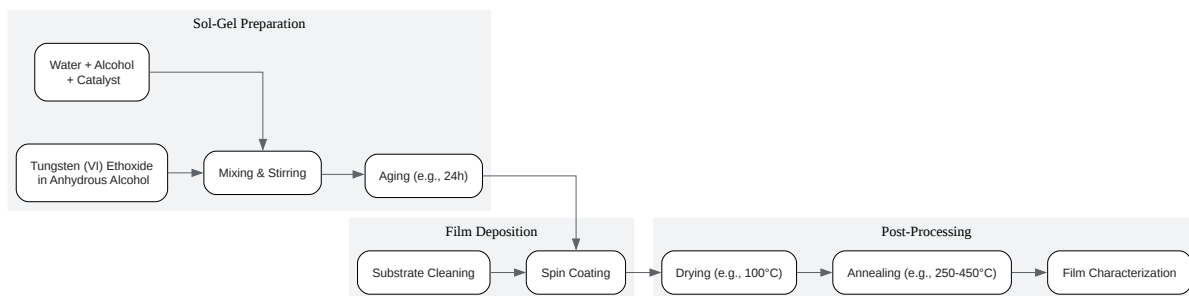 Sol-Gel Preparation
Water + Alcohol
+ Catalyst
Tungsten (VI) Ethoxide
in Anhydrous Alcohol
Mixing & Stirring
Aging (e.g., 24h)
Film Deposition
Substrate Cleaning
Spin Coating
Post-Processing
Drying (e.g., 100°C)
Annealing (e.g., 250-450°C)
Film Characterization